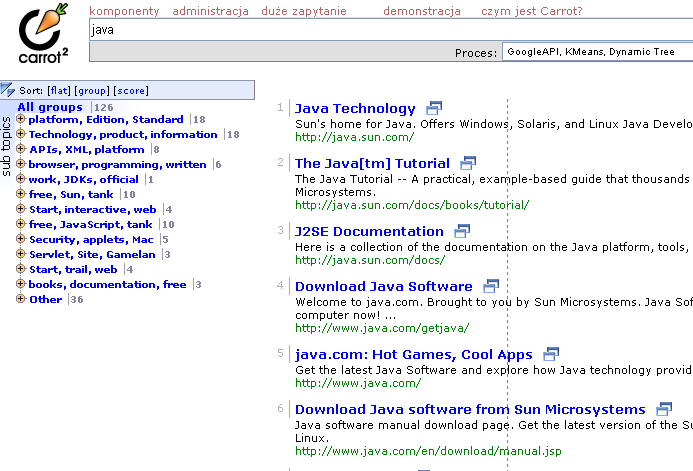 komponenty administracja duże zapytanie demonstracja czym jest Carrot?
java
carrot2
Proces: GoogleAPI, KMeans, Dynamic Tree
Sort: [flat] [group] [score]
sub topics
All groups |126
platform, Edition, Standard |18
Technology, product, information |18
APIs, XML, platform |8
browser, programming, written |6
work, JDKs, official |1
free, Sun, tank |10
Start, interactive, web |4
free, JavaScript, tank |10
Security, applets, Mac |5
Servlet, Site, Gamelan |3
Start, trail, web |4
books, documentation, free |3
Other |36
1 Java Technology
Sun's home for Java. Offers Windows, Solaris, and Linux Java Develo
http://java.sun.com/
2 The Java[tm] Tutorial
The Java Tutorial -- A practical, example-based guide that thousands
Microsystems.
http://java.sun.com/docs/books/tutorial/
3 J2SE Documentation
Here is a collection of the documentation on the Java platform, tools,
http://java.sun.com/docs/
4 Download Java Software
Welcome to java.com. Brought to you by Sun Microsystems. Java Sof
computer now! ...
http://www.java.com/getjava/
5 java.com: Hot Games, Cool Apps
Get the latest Java Software and explore how Java technology provid
http://www.java.com/
6 Download Java software from Sun Microsystems
Java software manual download page. Get the latest version of the Su
Linux.
http://www.java.com/en/download/manual.jsp